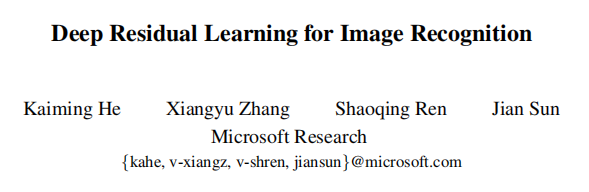 Deep Residual Learning for Image Recognition
Kaiming He Xiangyu Zhang Shaoqing Ren Jian Sun
Microsoft Research
{kahe, v-xiangz, v-shren, jiansun}@microsoft.com